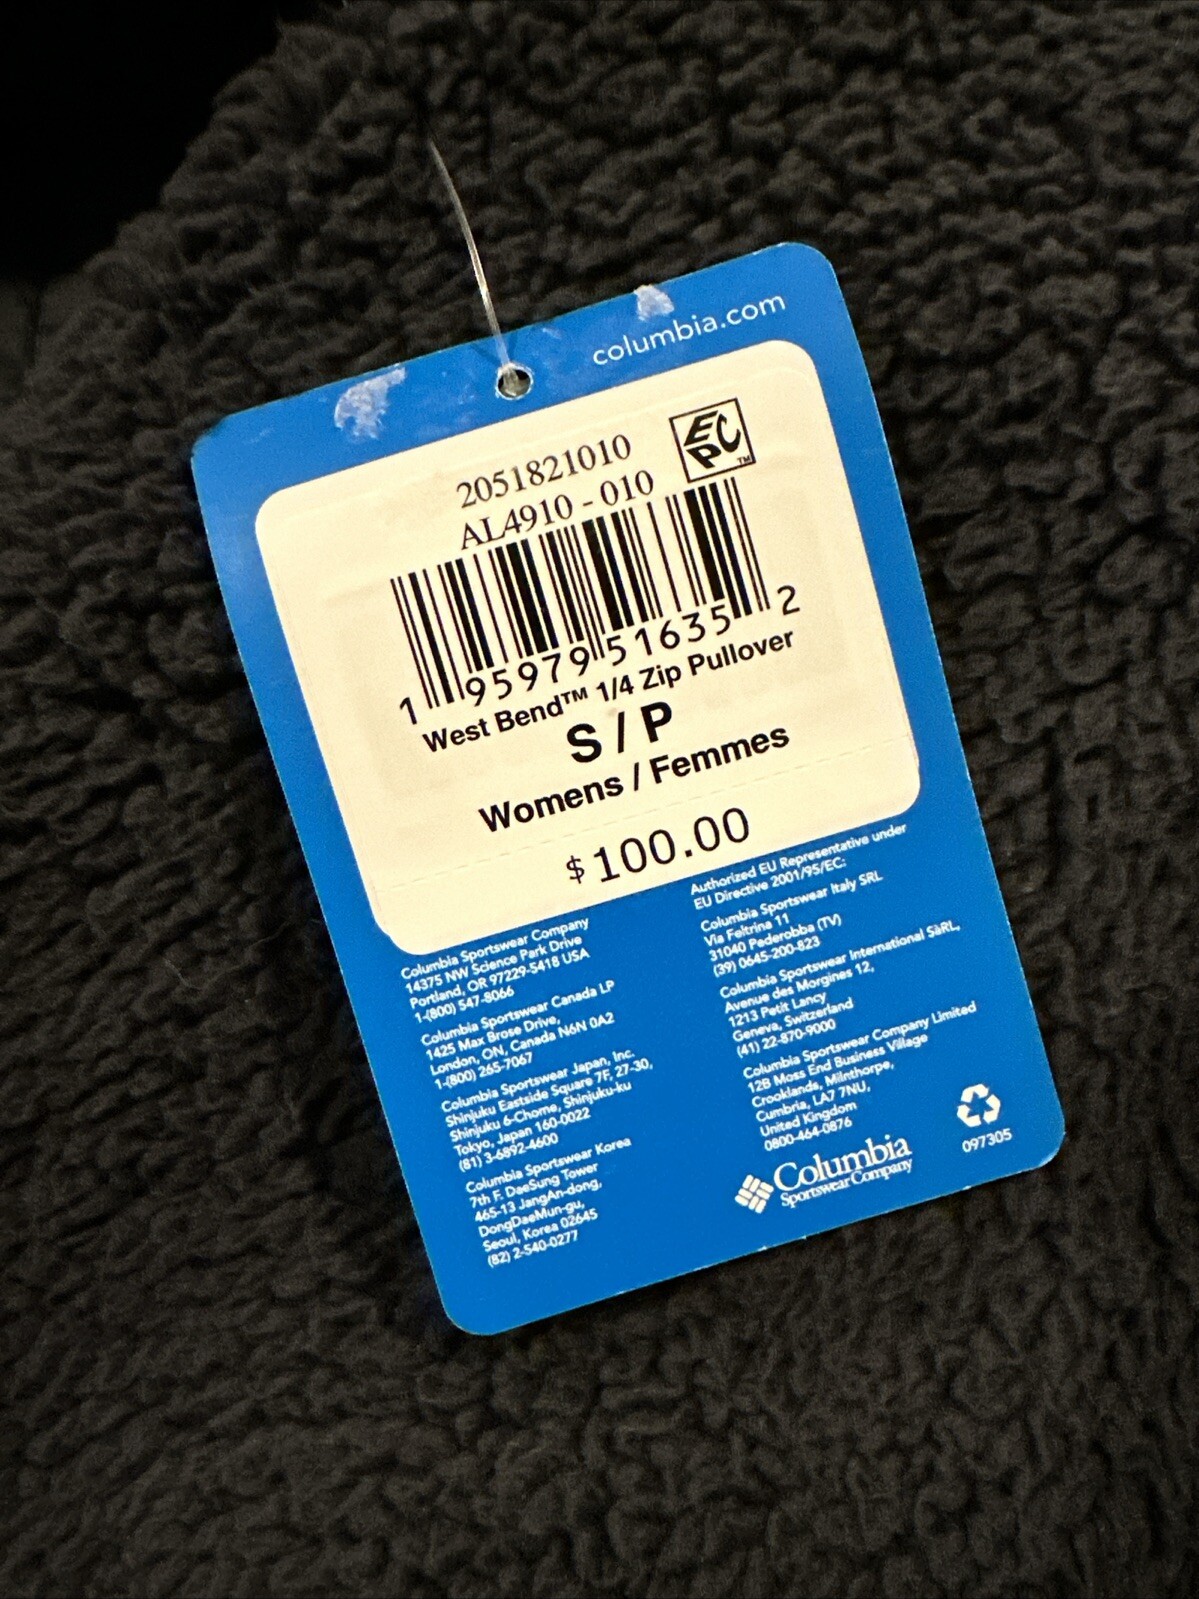 columbia.com
2051821010
AL4910 - 010
EPC™
1 95979 51635 2
West Bend™ 1/4 Zip Pullover
S / P
Womens / Femmes
$100.00
Columbia Sportswear Company
14375 NW Science Park Drive
Portland, OR 97229-5418 USA
1-(800) 547-8066
Columbia Sportswear Canada LP
1425 Max Brose Drive,
London, ON, Canada N6N 0A2
1-(800) 265-7067
Columbia Sportswear Japan, Inc.
Shinjuku Eastside Square 7F, 27-30,
Shinjuku 6-Chome, Shinjuku-ku
Tokyo, Japan 160-0022
(81) 3-6892-4600
Columbia Sportswear Korea
7th F. DaeSung Tower
465-13 JangAn-dong,
DongDaeMun-gu,
Seoul, Korea 02645
(82) 2-540-0277
Authorized EU Representative under
EU Directive 2001/95/EC:
Columbia Sportswear Italy SRL
Via Feltrina 11
31040 Pederobba (TV)
(39) 0645-200-823
Columbia Sportswear International SàRL,
Avenue des Morgines 12,
1213 Petit Lancy
Geneva, Switzerland
(41) 22-870-9000
Columbia Sportswear Company Limited
12B Moss End Business Village
Crooklands, Milnthorpe,
Cumbria, LA7 7NU,
United Kingdom
0800-464-0876
Columbia
Sportswear Company
097305